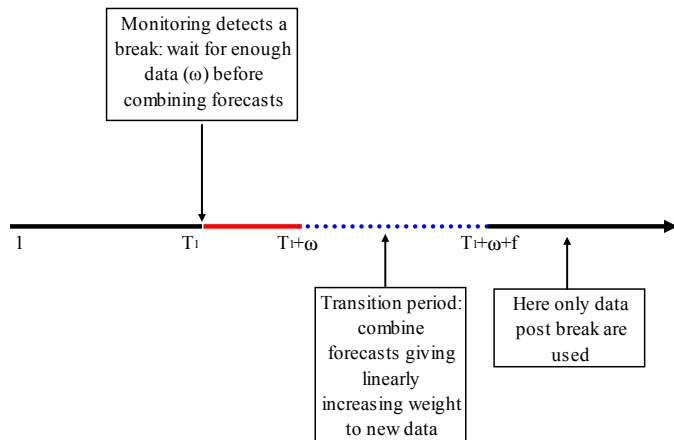 Monitoring detects a
break: wait for enough
data (ω) before
combining forecasts
1
T1
T1+ω
T1+ω+f
Transition period:
combine
forecasts giving
linearly
increasing weight
to new data
Here only data
post break are
used